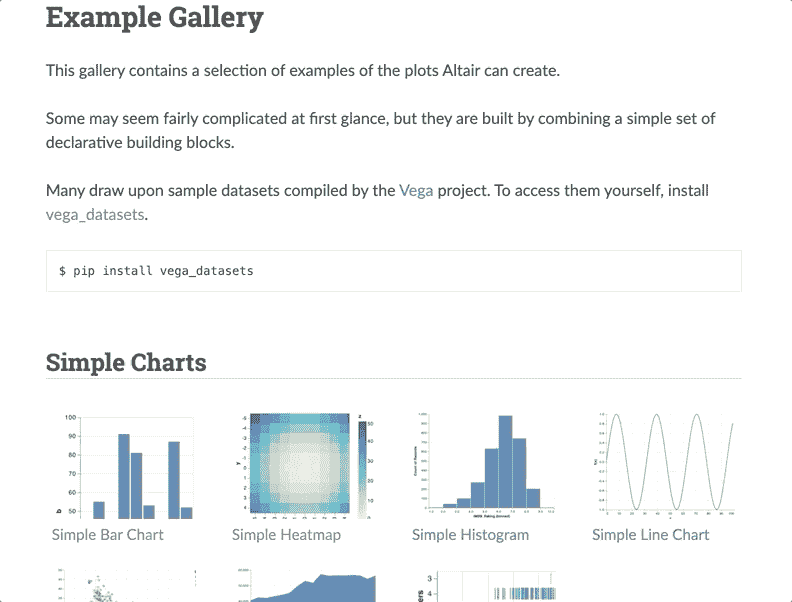 Example Gallery
This gallery contains a selection of examples of the plots Altair can create.
Some may seem fairly complicated at first glance, but they are built by combining a simple set of
declarative building blocks.
Many draw upon sample datasets compiled by the Vega project. To access them yourself, install
vega_datasets.
$ pip install vega_datasets
Simple Charts
100
90
80
70
60
50
b
Simple Bar Chart
Simple Heatmap
Simple Histogram
Simple Line Chart
3
4